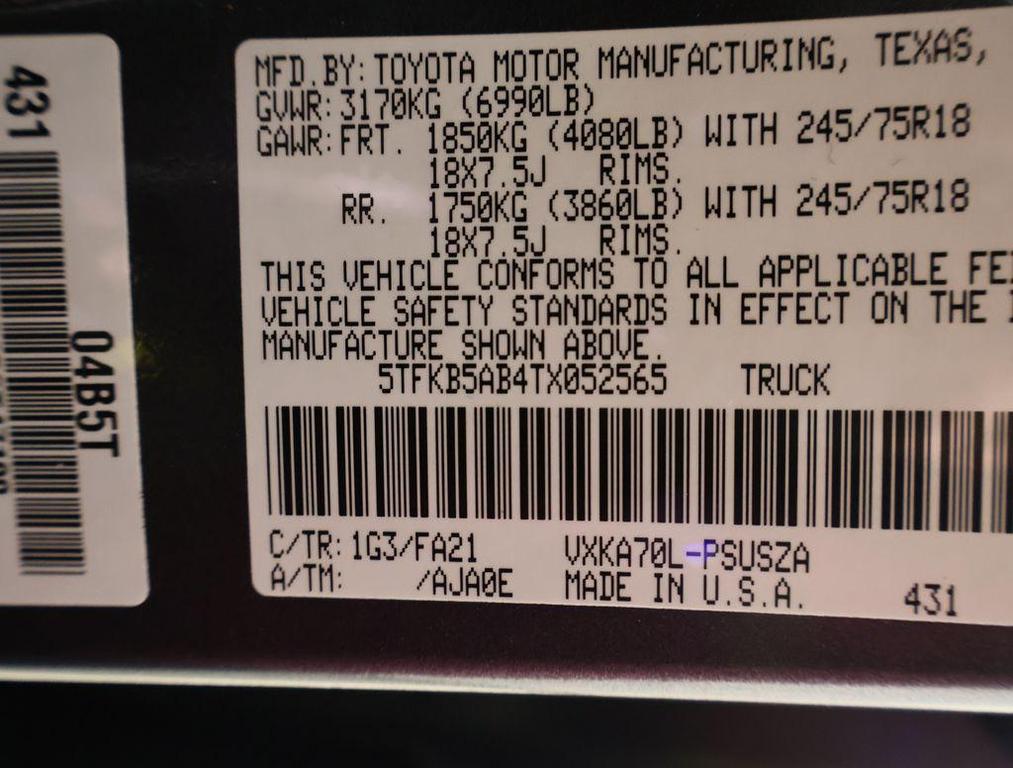 431
04B5T
MFD.BY:TOYOTA MOTOR MANUFACTURING, TEXAS,
GVWR:3170KG (6990LB)
GAWR:FRT. 1850KG (4080LB) WITH 245/75R18
18X7.5J RIMS.
RR. 1750KG (3860LB) WITH 245/75R18
18X7.5J RIMS.
THIS VEHICLE CONFORMS TO ALL APPLICABLE
VEHICLE SAFETY STANDARDS IN EFFECT ON THE
MANUFACTURE SHOWN ABOVE.
5TFKB5AB4TX052565 TRUCK
C/TR:1G3/FA21 VXKA70L-PSUSZA
A/TM: /AJA0E MADE IN U.S.A. 431